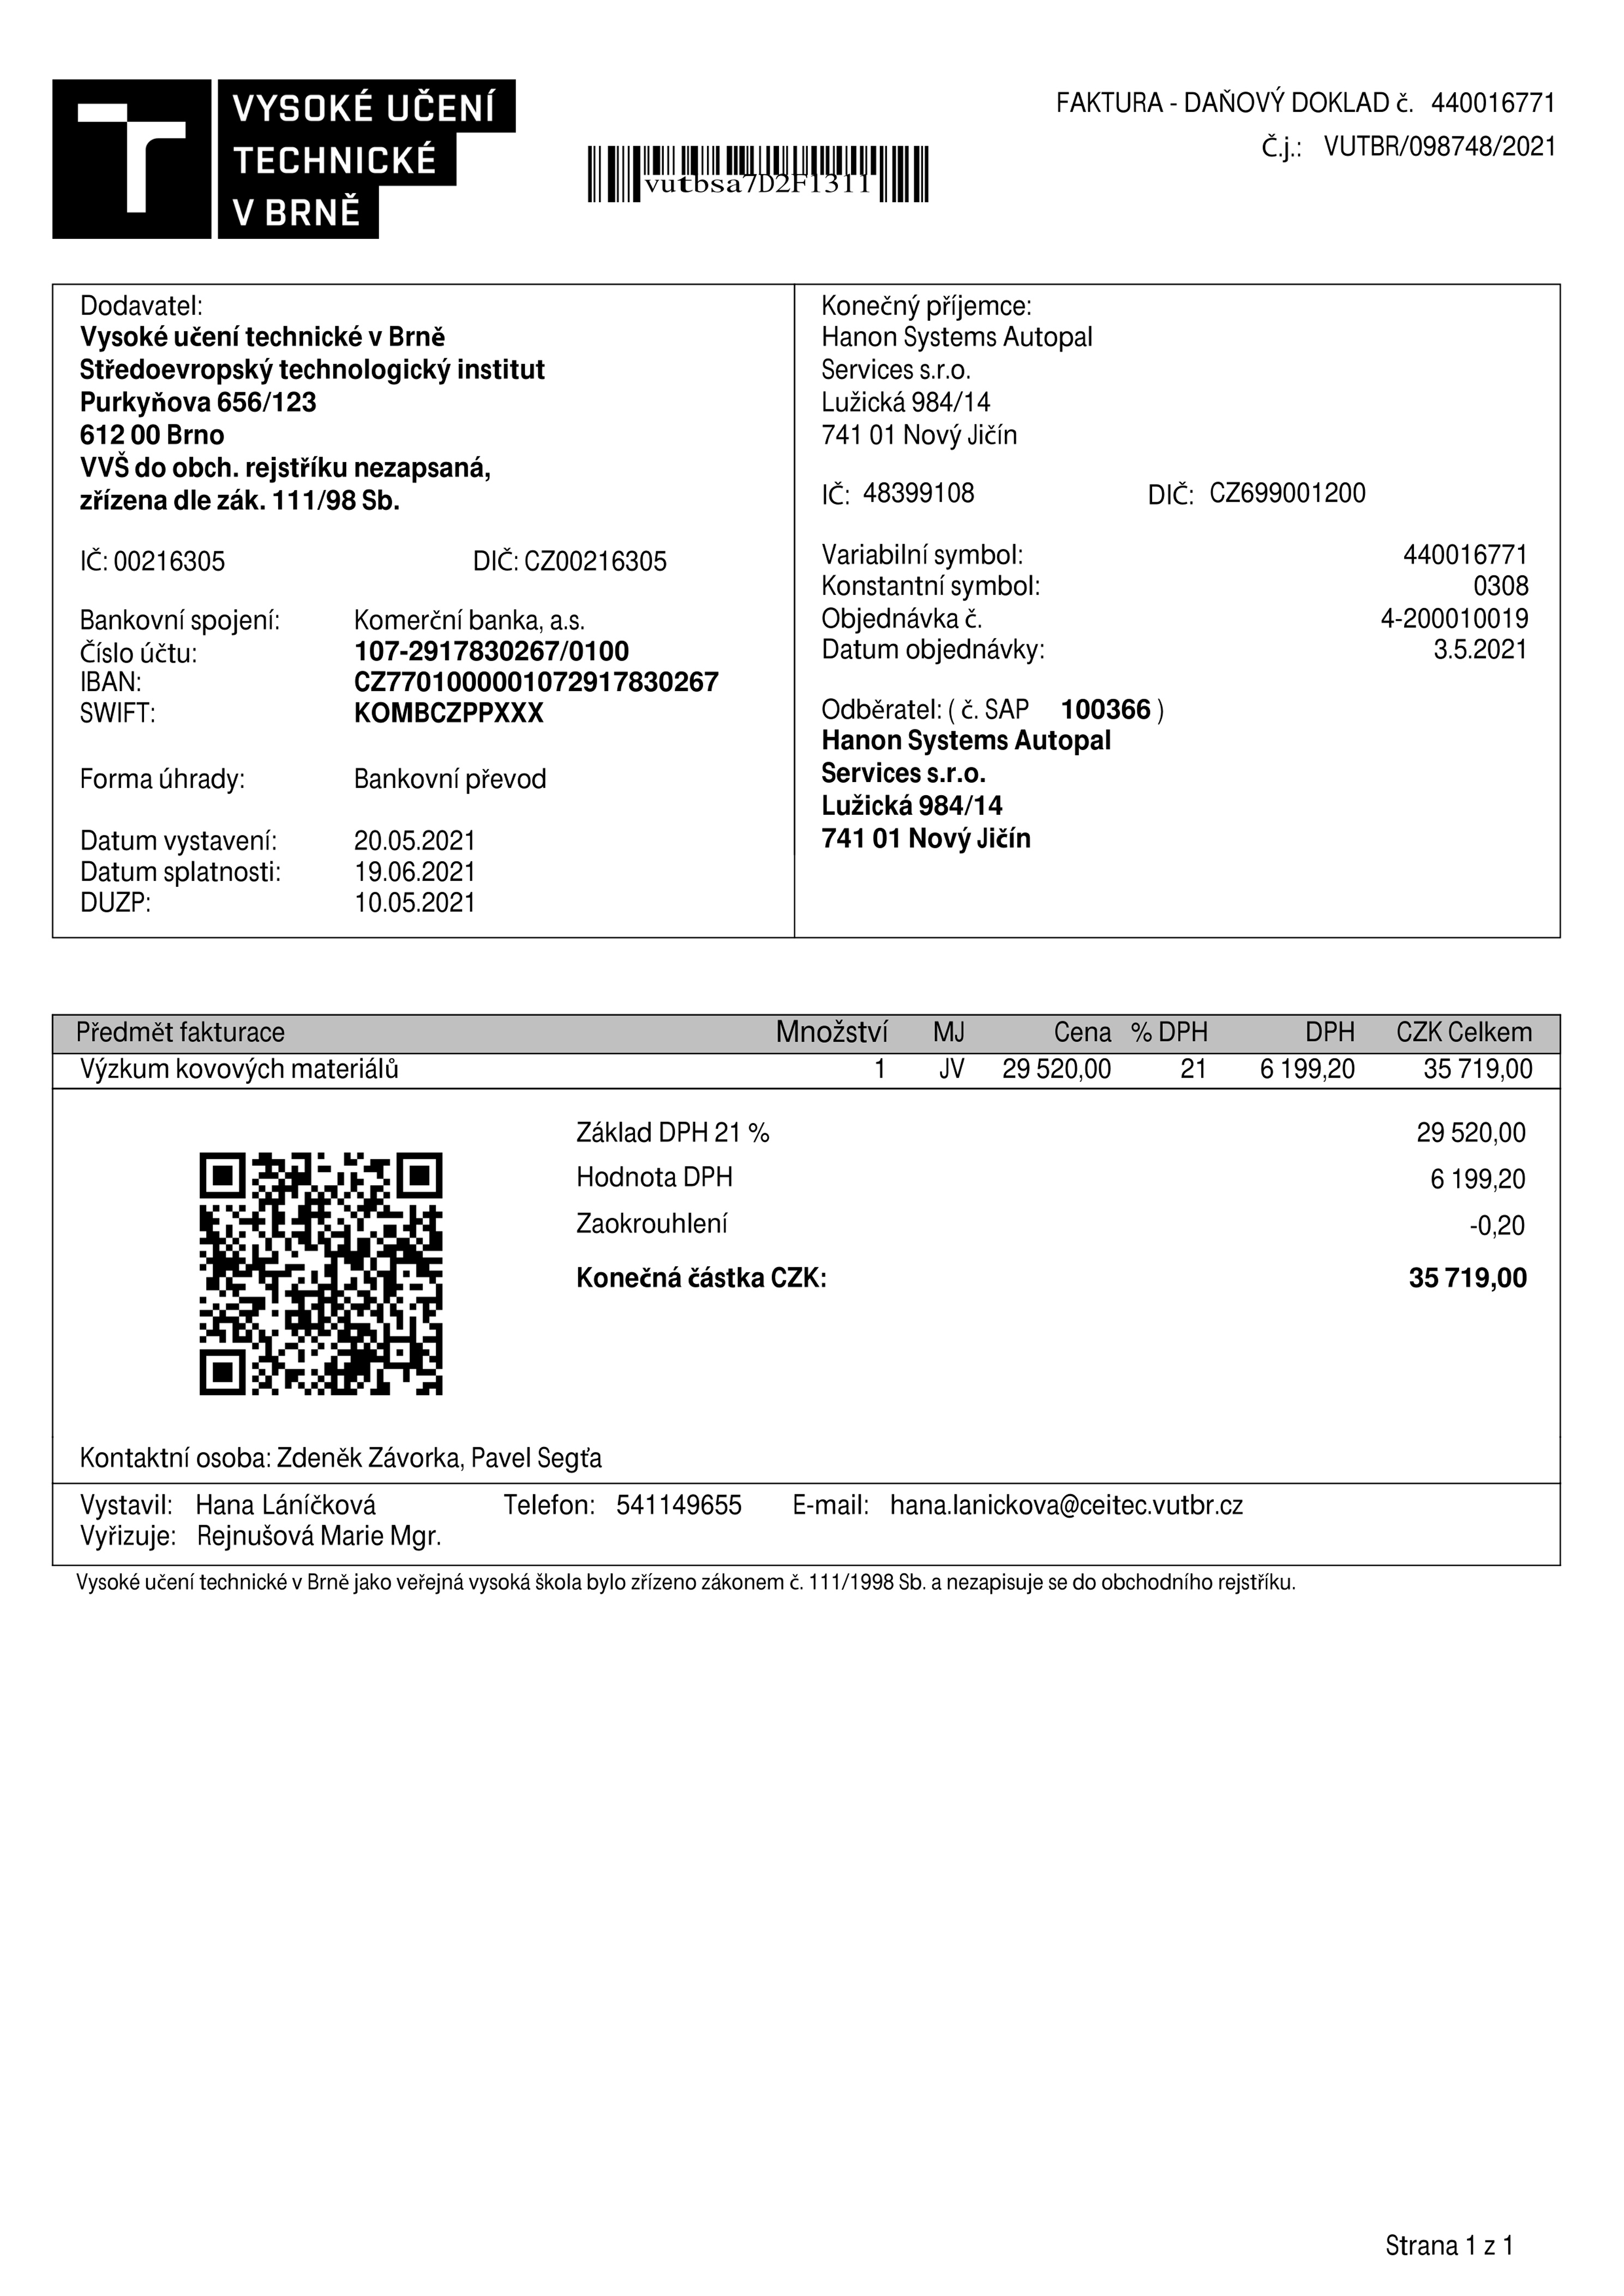 VYSOKÉ UČENÍ
TECHNICKÉ
V BRNĚ
vutbsa7D2F1311
FAKTURA - DAŇOVÝ DOKLAD č. 440016771
Č.j.: VUTBR/098748/2021
Dodavatel:
Vysoké učení technické v Brně
Středoevropský technologický institut
Purkyňova 656/123
612 00 Brno
VVŠ do obch. rejstříku nezapsaná,
zřízena dle zák. 111/98 Sb.
IČ: 00216305 DIČ: CZ00216305
Bankovní spojení: Komerční banka, a.s.
Číslo účtu: 107-2917830267/0100
IBAN: CZ7701000001072917830267
SWIFT: KOMBCZPPXXX
Forma úhrady: Bankovní převod
Datum vystavení: 20.05.2021
Datum splatnosti: 19.06.2021
DUZP: 10.05.2021
Konečný příjemce:
Hanon Systems Autopal
Services s.r.o.
Lužická 984/14
741 01 Nový Jičín
IČ: 48399108 DIČ: CZ699001200
Variabilní symbol: 440016771
Konstantní symbol: 0308
Objednávka č. 4-200010019
Datum objednávky: 3.5.2021
Odběratel: ( č. SAP 100366 )
Hanon Systems Autopal
Services s.r.o.
Lužická 984/14
741 01 Nový Jičín
Předmět fakturace Množství MJ Cena % DPH DPH CZK Celkem
Výzkum kovových materiálů 1 JV 29 520,00 21 6 199,20 35 719,00
Základ DPH 21 % 29 520,00
Hodnota DPH 6 199,20
Zaokrouhlení -0,20
Konečná částka CZK: 35 719,00
Kontaktní osoba: Zdeněk Závorka, Pavel Segťa
Vystavil: Hana Láníčková Telefon: 541149655 E-mail: hana.lanickova@ceitec.vutbr.cz
Vyřizuje: Rejnušová Marie Mgr.
Vysoké učení technické v Brně jako veřejná vysoká škola bylo zřízeno zákonem č. 111/1998 Sb. a nezapisuje se do obchodního rejstříku.
Strana 1 z 1